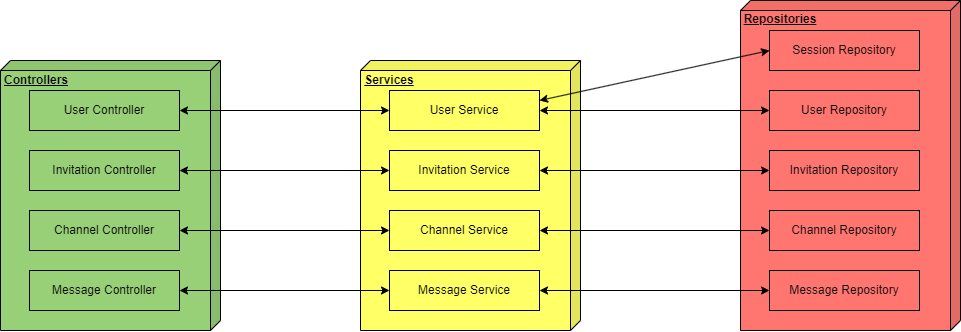 Controllers
User Controller
Invitation Controller
Channel Controller
Message Controller
Services
User Service
Invitation Service
Channel Service
Message Service
Repositories
Session Repository
User Repository
Invitation Repository
Channel Repository
Message Repository